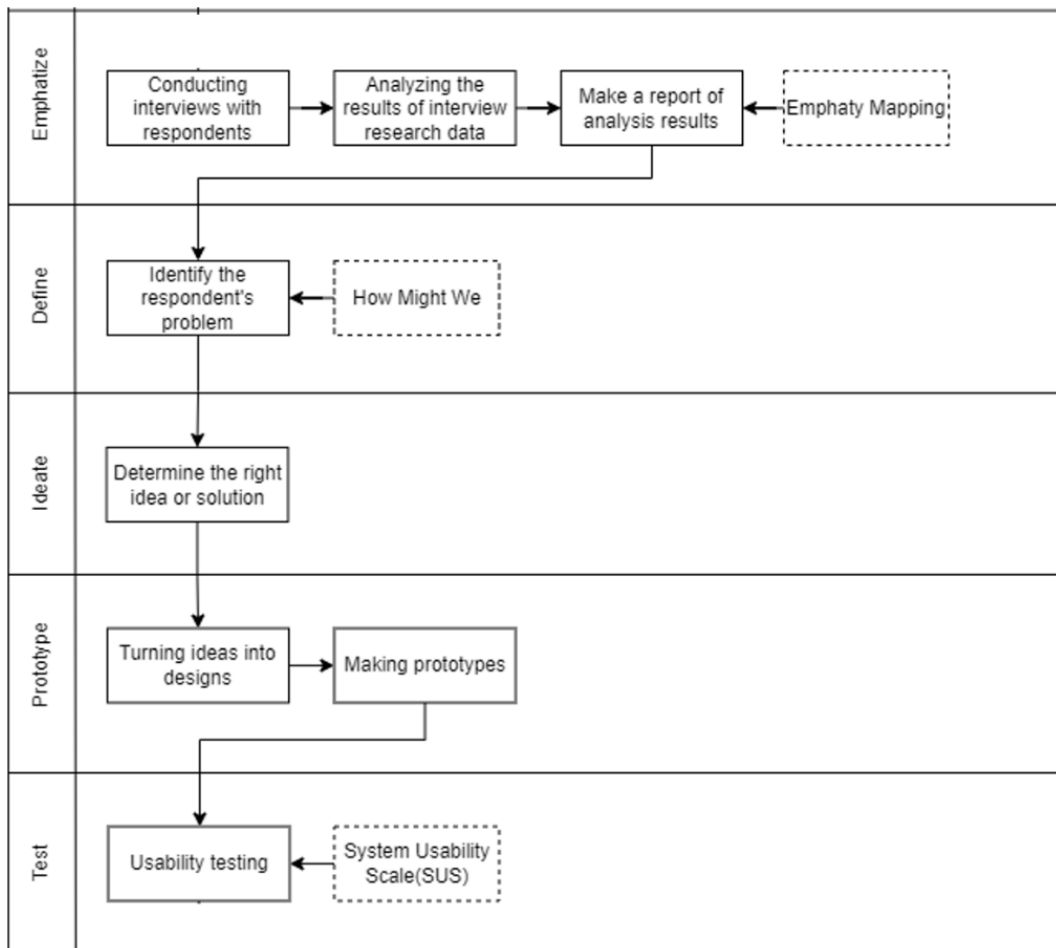 Emphatize
Conducting
interviews with
respondents
Analyzing the
results of interview
research data
Make a report of
analysis results
Emphaty Mapping
Define
Identify the
respondent's
problem
How Might We
Ideate
Determine the right
idea or solution
Prototype
Turning ideas into
designs
Making prototypes
Test
Usability testing
System Usability
Scale(SUS)